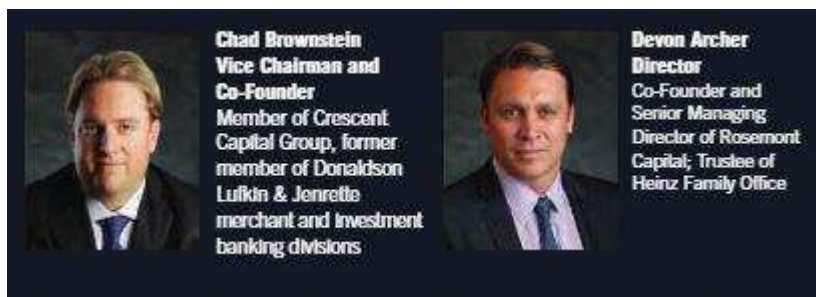 Chad Brownstein
Vice Chairman and
Co-Founder
Member of Crescent
Capital Group, former
member of Donaldson
Lufkin & Jenrette
merchant and investment
banking divisions
Devon Archer
Director
Co-Founder and
Senior Managing
Director of Rosemont
Capital; Trustee of
Heinz Family Office